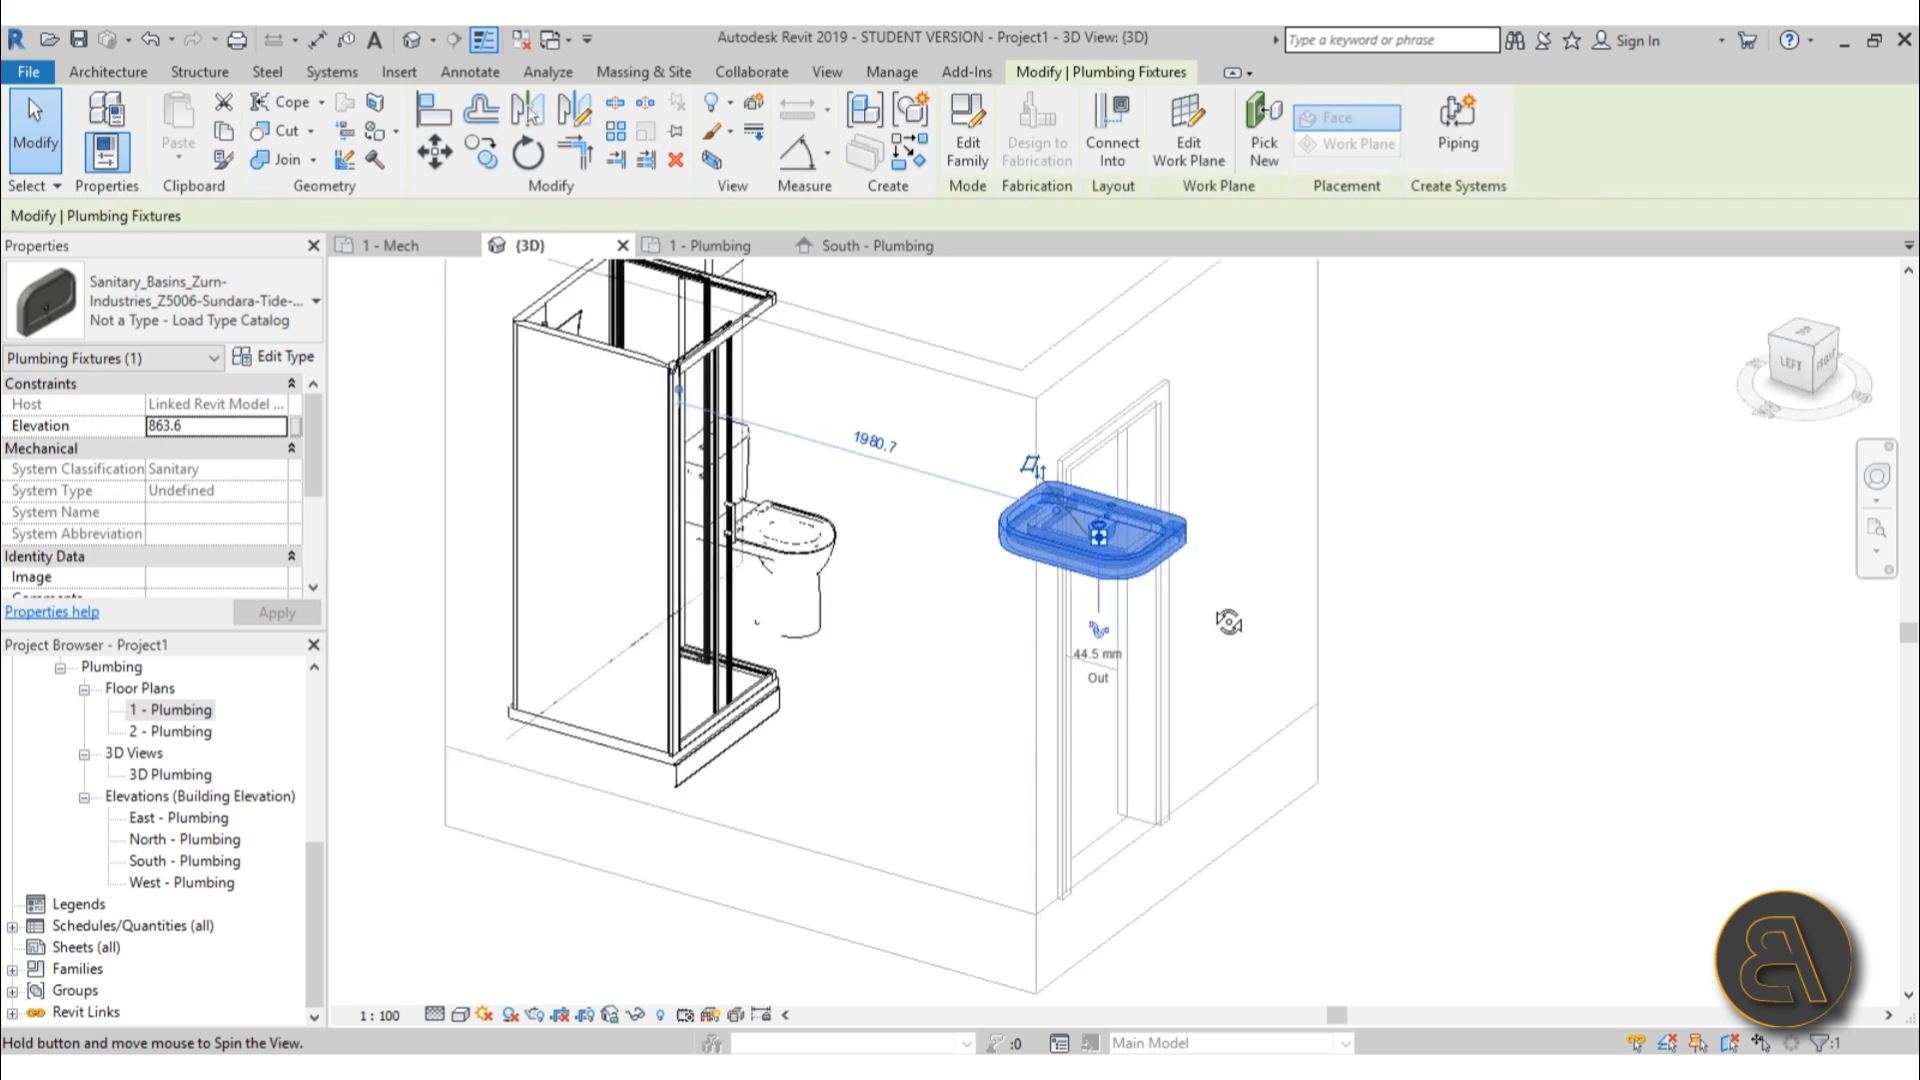 Autodesk Revit 2019 - STUDENT VERSION - Project1 - 3D View: {3D}
Type a keyword or phrase
Sign In
File Architecture Structure Steel Systems Insert Annotate Analyze Massing & Site Collaborate View Manage Add-Ins Modify | Plumbing Fixtures
Modify
Paste
Cope
Cut
Join
Edit Family
Design to Fabrication
Connect Into
Edit Work Plane
Pick New
Face
Work Plane
Piping
Select Properties Clipboard Geometry Modify View Measure Create Mode Fabrication Layout Work Plane Placement Create Systems
Modify | Plumbing Fixtures
Properties
1 - Mech {3D} 1 - Plumbing South - Plumbing
Sanitary_Basins_Zurn-
Industries_Z5006-Sundara-Tide-...
Not a Type - Load Type Catalog
Plumbing Fixtures (1) Edit Type
Constraints
Host Linked Revit Model ...
Elevation 863.6
Mechanical
System Classification Sanitary
System Type Undefined
System Name
System Abbreviation
Identity Data
Image
Properties help Apply
1980.7
LEFT
FRONT
44.5 mm
Out
Project Browser - Project1
Plumbing
Floor Plans
1 - Plumbing
2 - Plumbing
3D Views
3D Plumbing
Elevations (Building Elevation)
East - Plumbing
North - Plumbing
South - Plumbing
West - Plumbing
Legends
Schedules/Quantities (all)
Sheets (all)
Families
Groups
Revit Links
1 : 100
Hold button and move mouse to Spin the View.
:0
Main Model
:1